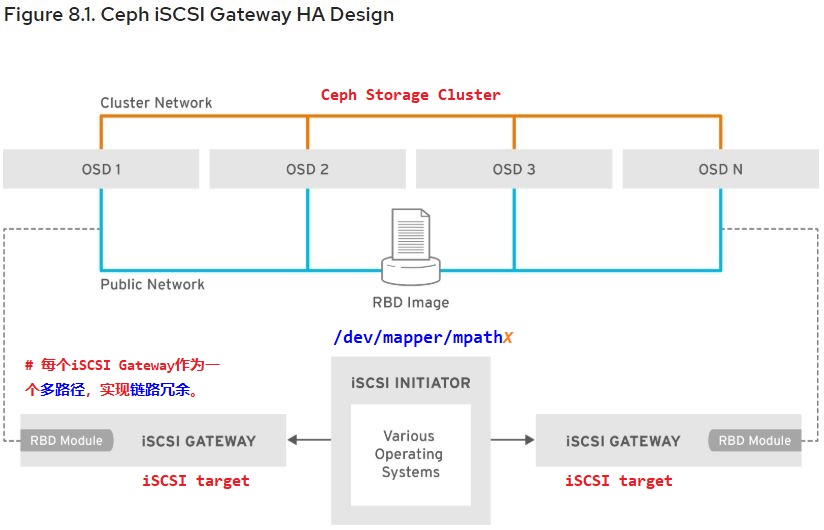 Figure 8.1. Ceph iSCSI Gateway HA Design
Ceph Storage Cluster
Cluster Network
OSD 1
OSD 2
OSD 3
OSD N
Public Network
RBD Image
/dev/mapper/mpathX
# 每个iSCSI Gateway作为一
个多路径，实现链路冗余。
iSCSI INITIATOR
Various
Operating
Systems
RBD Module
iSCSI GATEWAY
iSCSI GATEWAY
RBD Module
iSCSI target
iSCSI target